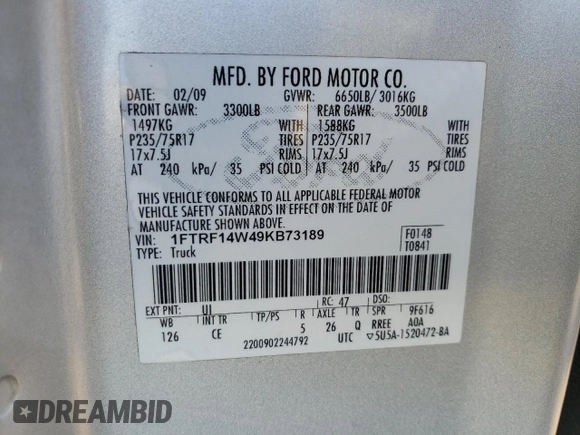 MFD. BY FORD MOTOR CO.
DATE: 02/09 GVWR: 6650LB/ 3016KG
FRONT GAWR: 3300LB REAR GAWR: 3500LB
1497KG WITH 1588KG WITH
P235/75R17 TIRES P235/75R17 TIRES
17x7.5J RIMS 17x7.5J RIMS
AT 240 kPa/ 35 PSI COLD AT 240 kPa/ 35 PSI COLD
THIS VEHICLE CONFORMS TO ALL APPLICABLE FEDERAL MOTOR
VEHICLE SAFETY STANDARDS IN EFFECT ON THE DATE OF
MANUFACTURE SHOWN ABOVE.
VIN: 1FTRF14W49KB73189 F0148
TYPE: Truck T0841
EXT PNT: UI RC: 47 DSO:
WB INT TR TP/PS R AXLE TR SPR 9F616
126 CE 5 26 Q RREE AOA
2200902244792 UTC ▽5U5A-1520472-BA
Ford
DREAMBID